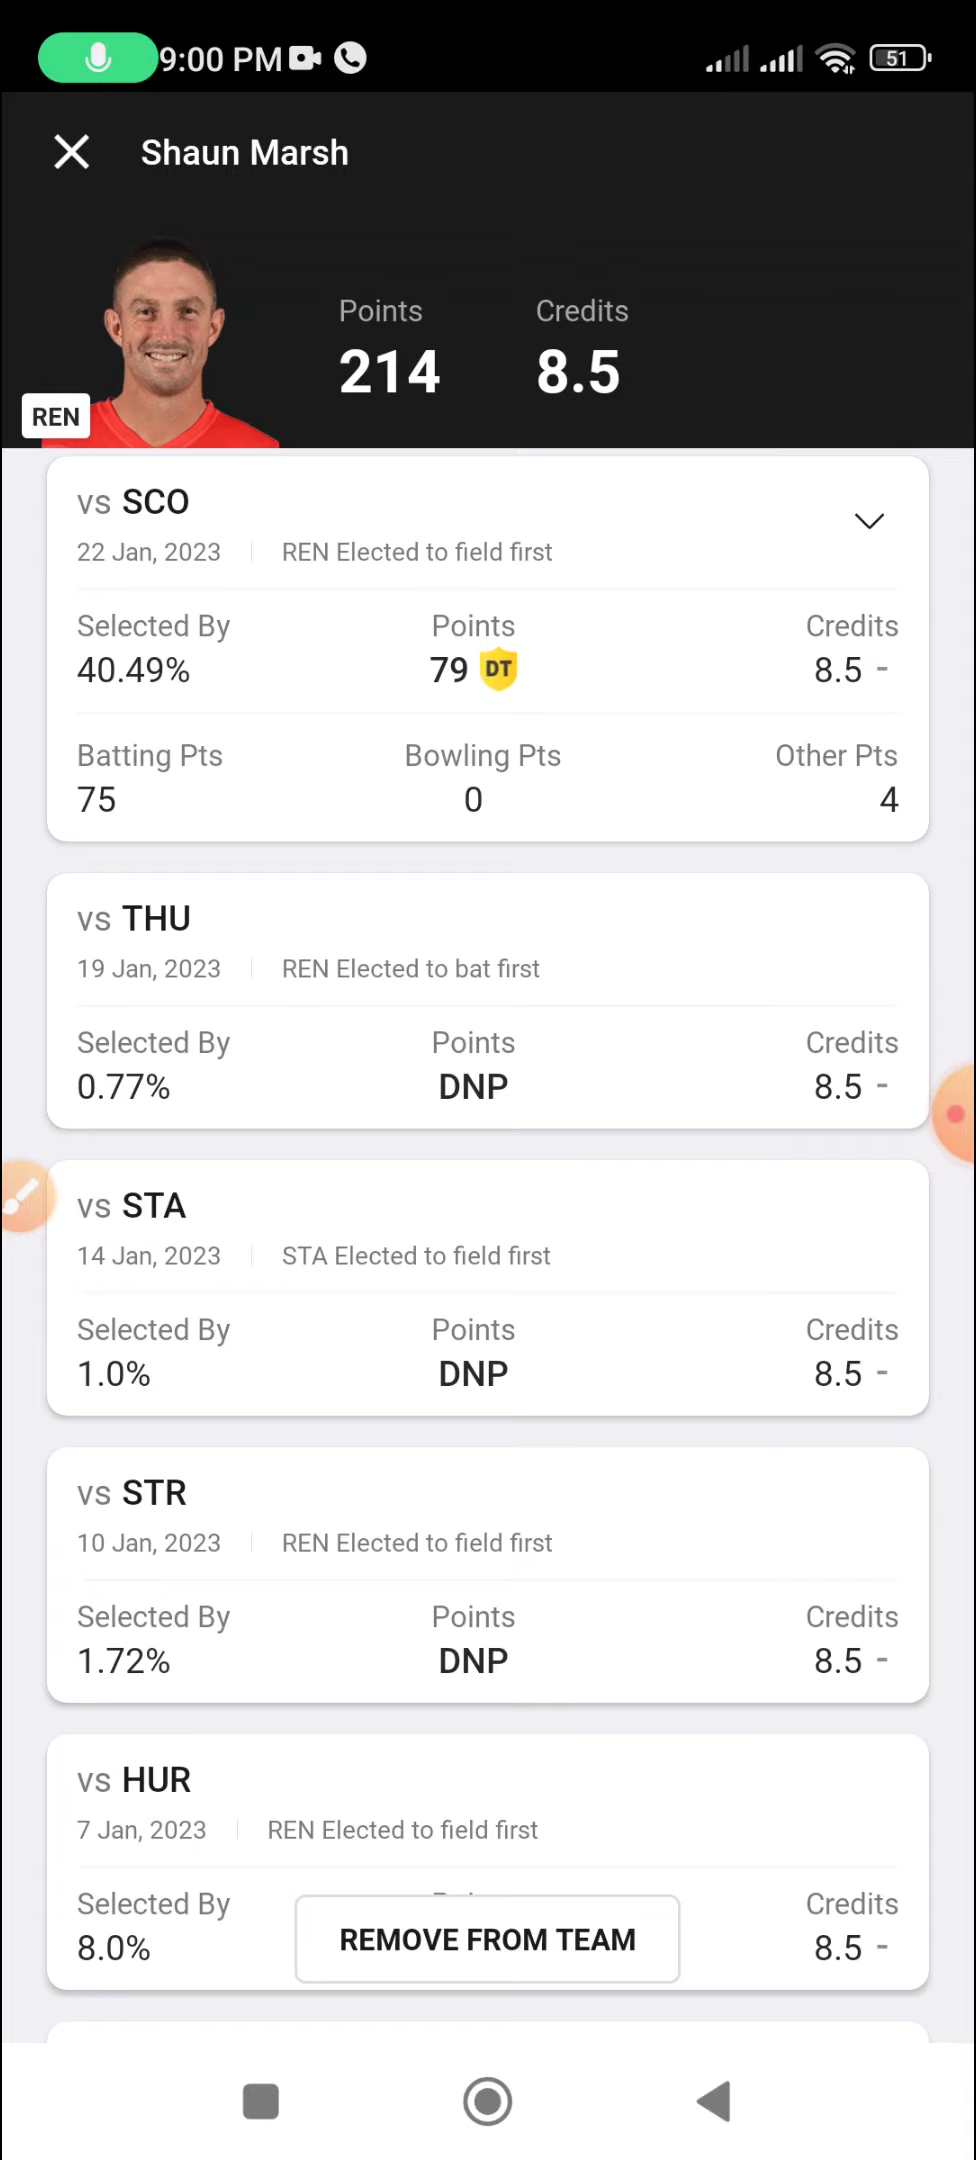 9:00 PM 51
Shaun Marsh
Points Credits
214 8.5
REN
vs SCO
22 Jan, 2023 REN Elected to field first
Selected By Points Credits
40.49% 79 DT 8.5 -
Batting Pts Bowling Pts Other Pts
75 0 4
vs THU
19 Jan, 2023 REN Elected to bat first
Selected By Points Credits
0.77% DNP 8.5 -
vs STA
14 Jan, 2023 STA Elected to field first
Selected By Points Credits
1.0% DNP 8.5 -
vs STR
10 Jan, 2023 REN Elected to field first
Selected By Points Credits
1.72% DNP 8.5 -
vs HUR
7 Jan, 2023 REN Elected to field first
Selected By Credits
8.0% REMOVE FROM TEAM 8.5 -